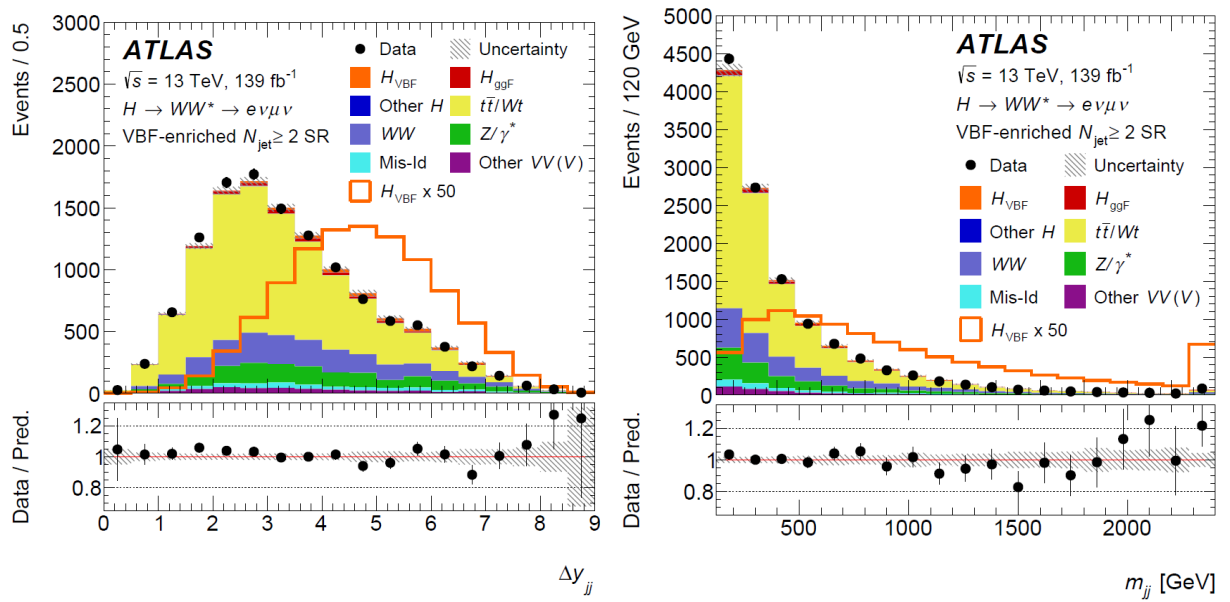 Events / 0.5
3000
2500
2000
1500
1000
500
0
ATLAS
√s = 13 TeV, 139 fb⁻¹
H → WW* → eνμν
VBF-enriched N_jet ≥ 2 SR
Data
Uncertainty
H_VBF
H_ggF
Other H
tt̄/Wt
WW
Z/γ*
Mis-Id
Other VV(V)
H_VBF x 50
Data / Pred.
1.2
1
0.8
0 1 2 3 4 5 6 7 8 9
Δy_jj
Events / 120 GeV
5000
4500
4000
3500
3000
2500
2000
1500
1000
500
0
ATLAS
√s = 13 TeV, 139 fb⁻¹
H → WW* → eνμν
VBF-enriched N_jet ≥ 2 SR
Data
Uncertainty
H_VBF
H_ggF
Other H
tt̄/Wt
WW
Z/γ*
Mis-Id
Other VV(V)
H_VBF x 50
Data / Pred.
1.2
1
0.8
500 1000 1500 2000
m_jj [GeV]